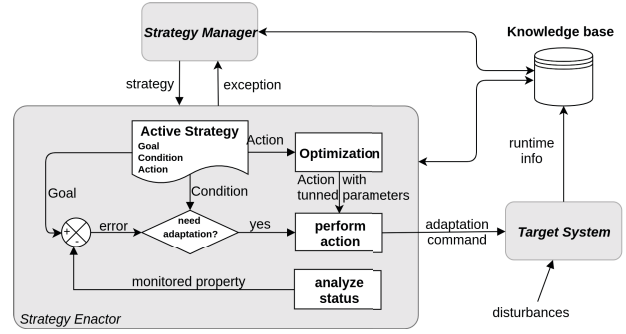 Strategy Manager
Knowledge base
strategy
exception
Active Strategy
Goal
Condition
Action
Action
Optimization
runtime
info
Goal
Condition
Action with
tunned parameters
+
-
error
need
adaptation?
yes
perform
action
adaptation
command
Target System
monitored property
analyze
status
disturbances
Strategy Enactor